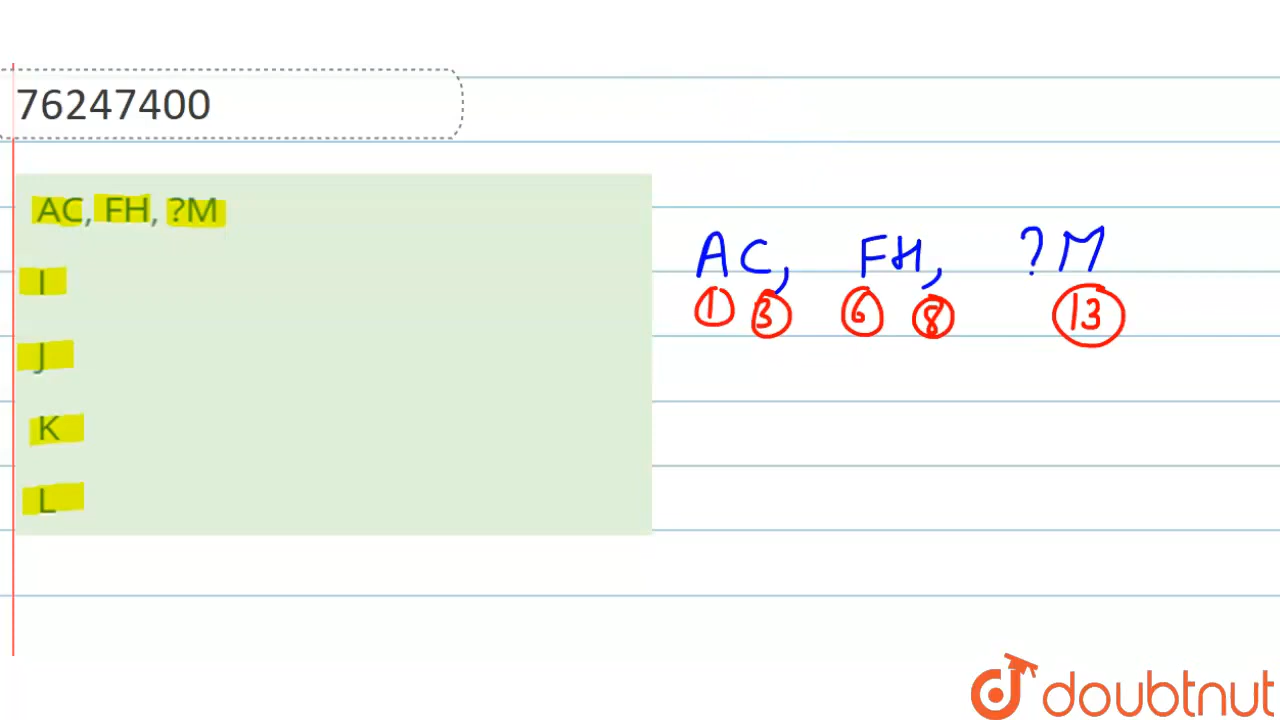 76247400
AC, FH, ?M
I
J
K
L
AC, FH, ?M
1 3 6 8 13
doubtnut